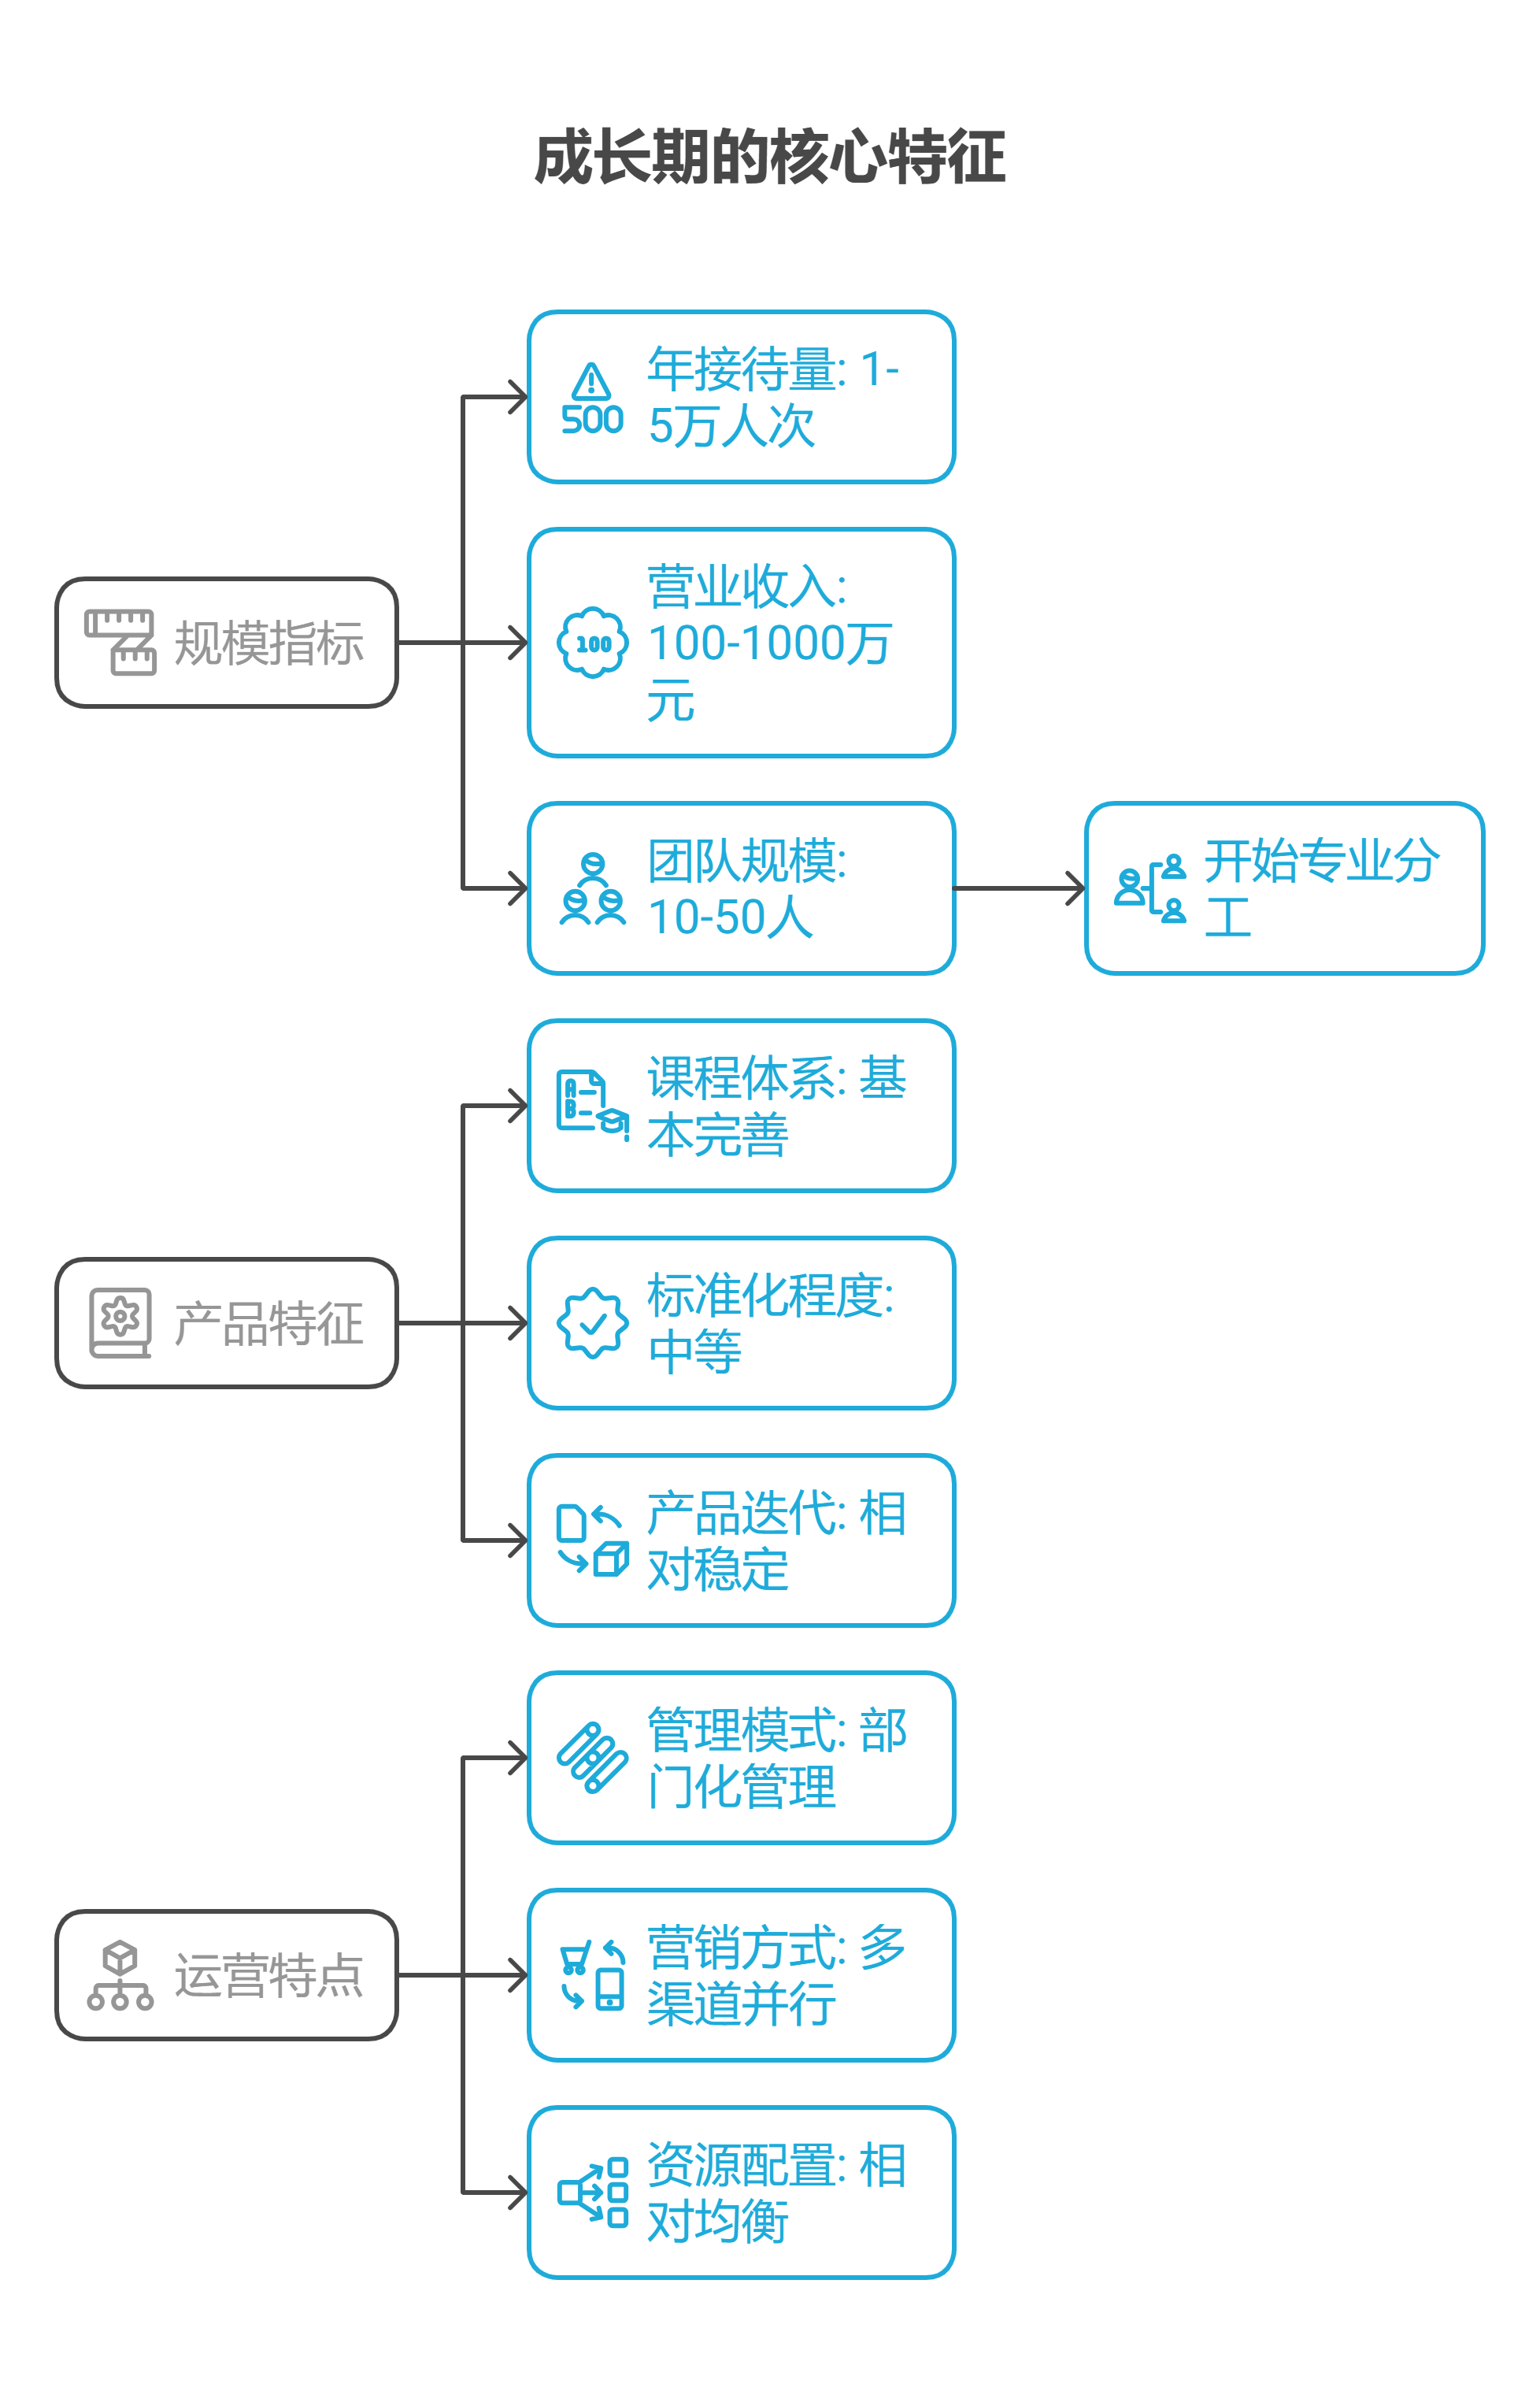 成长期的核心特征
500
年接待量: 1-
5万人次
规模指标
100
营业收入:
100-1000万
元
团队规模:
10-50人
开始专业分
工
A
B
课程体系: 基
本完善
产品特征
标准化程度:
中等
产品迭代: 相
对稳定
管理模式: 部
门化管理
运营特点
营销方式: 多
渠道并行
资源配置: 相
对均衡